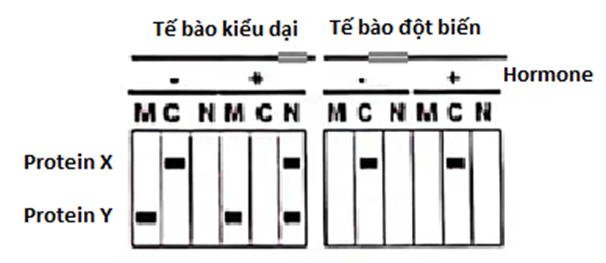 Tế bào kiểu dại Tế bào đột biến
- + - + Hormone
M C N M C N M C N M C N
Protein X
Protein Y